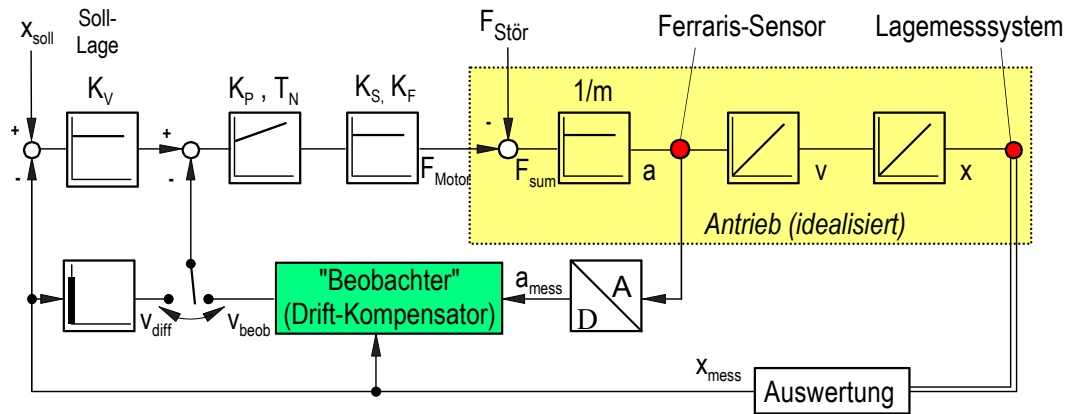 x_soll
Soll-
Lage
F_Stör
Ferraris-Sensor
Lagemesssystem
K_V
K_P , T_N
K_S, K_F
1/m
+
-
+
-
-
F_Motor
F_sum
a
v
x
Antrieb (idealisiert)
v_diff
v_beob
"Beobachter"
(Drift-Kompensator)
a_mess
A
D
x_mess
Auswertung